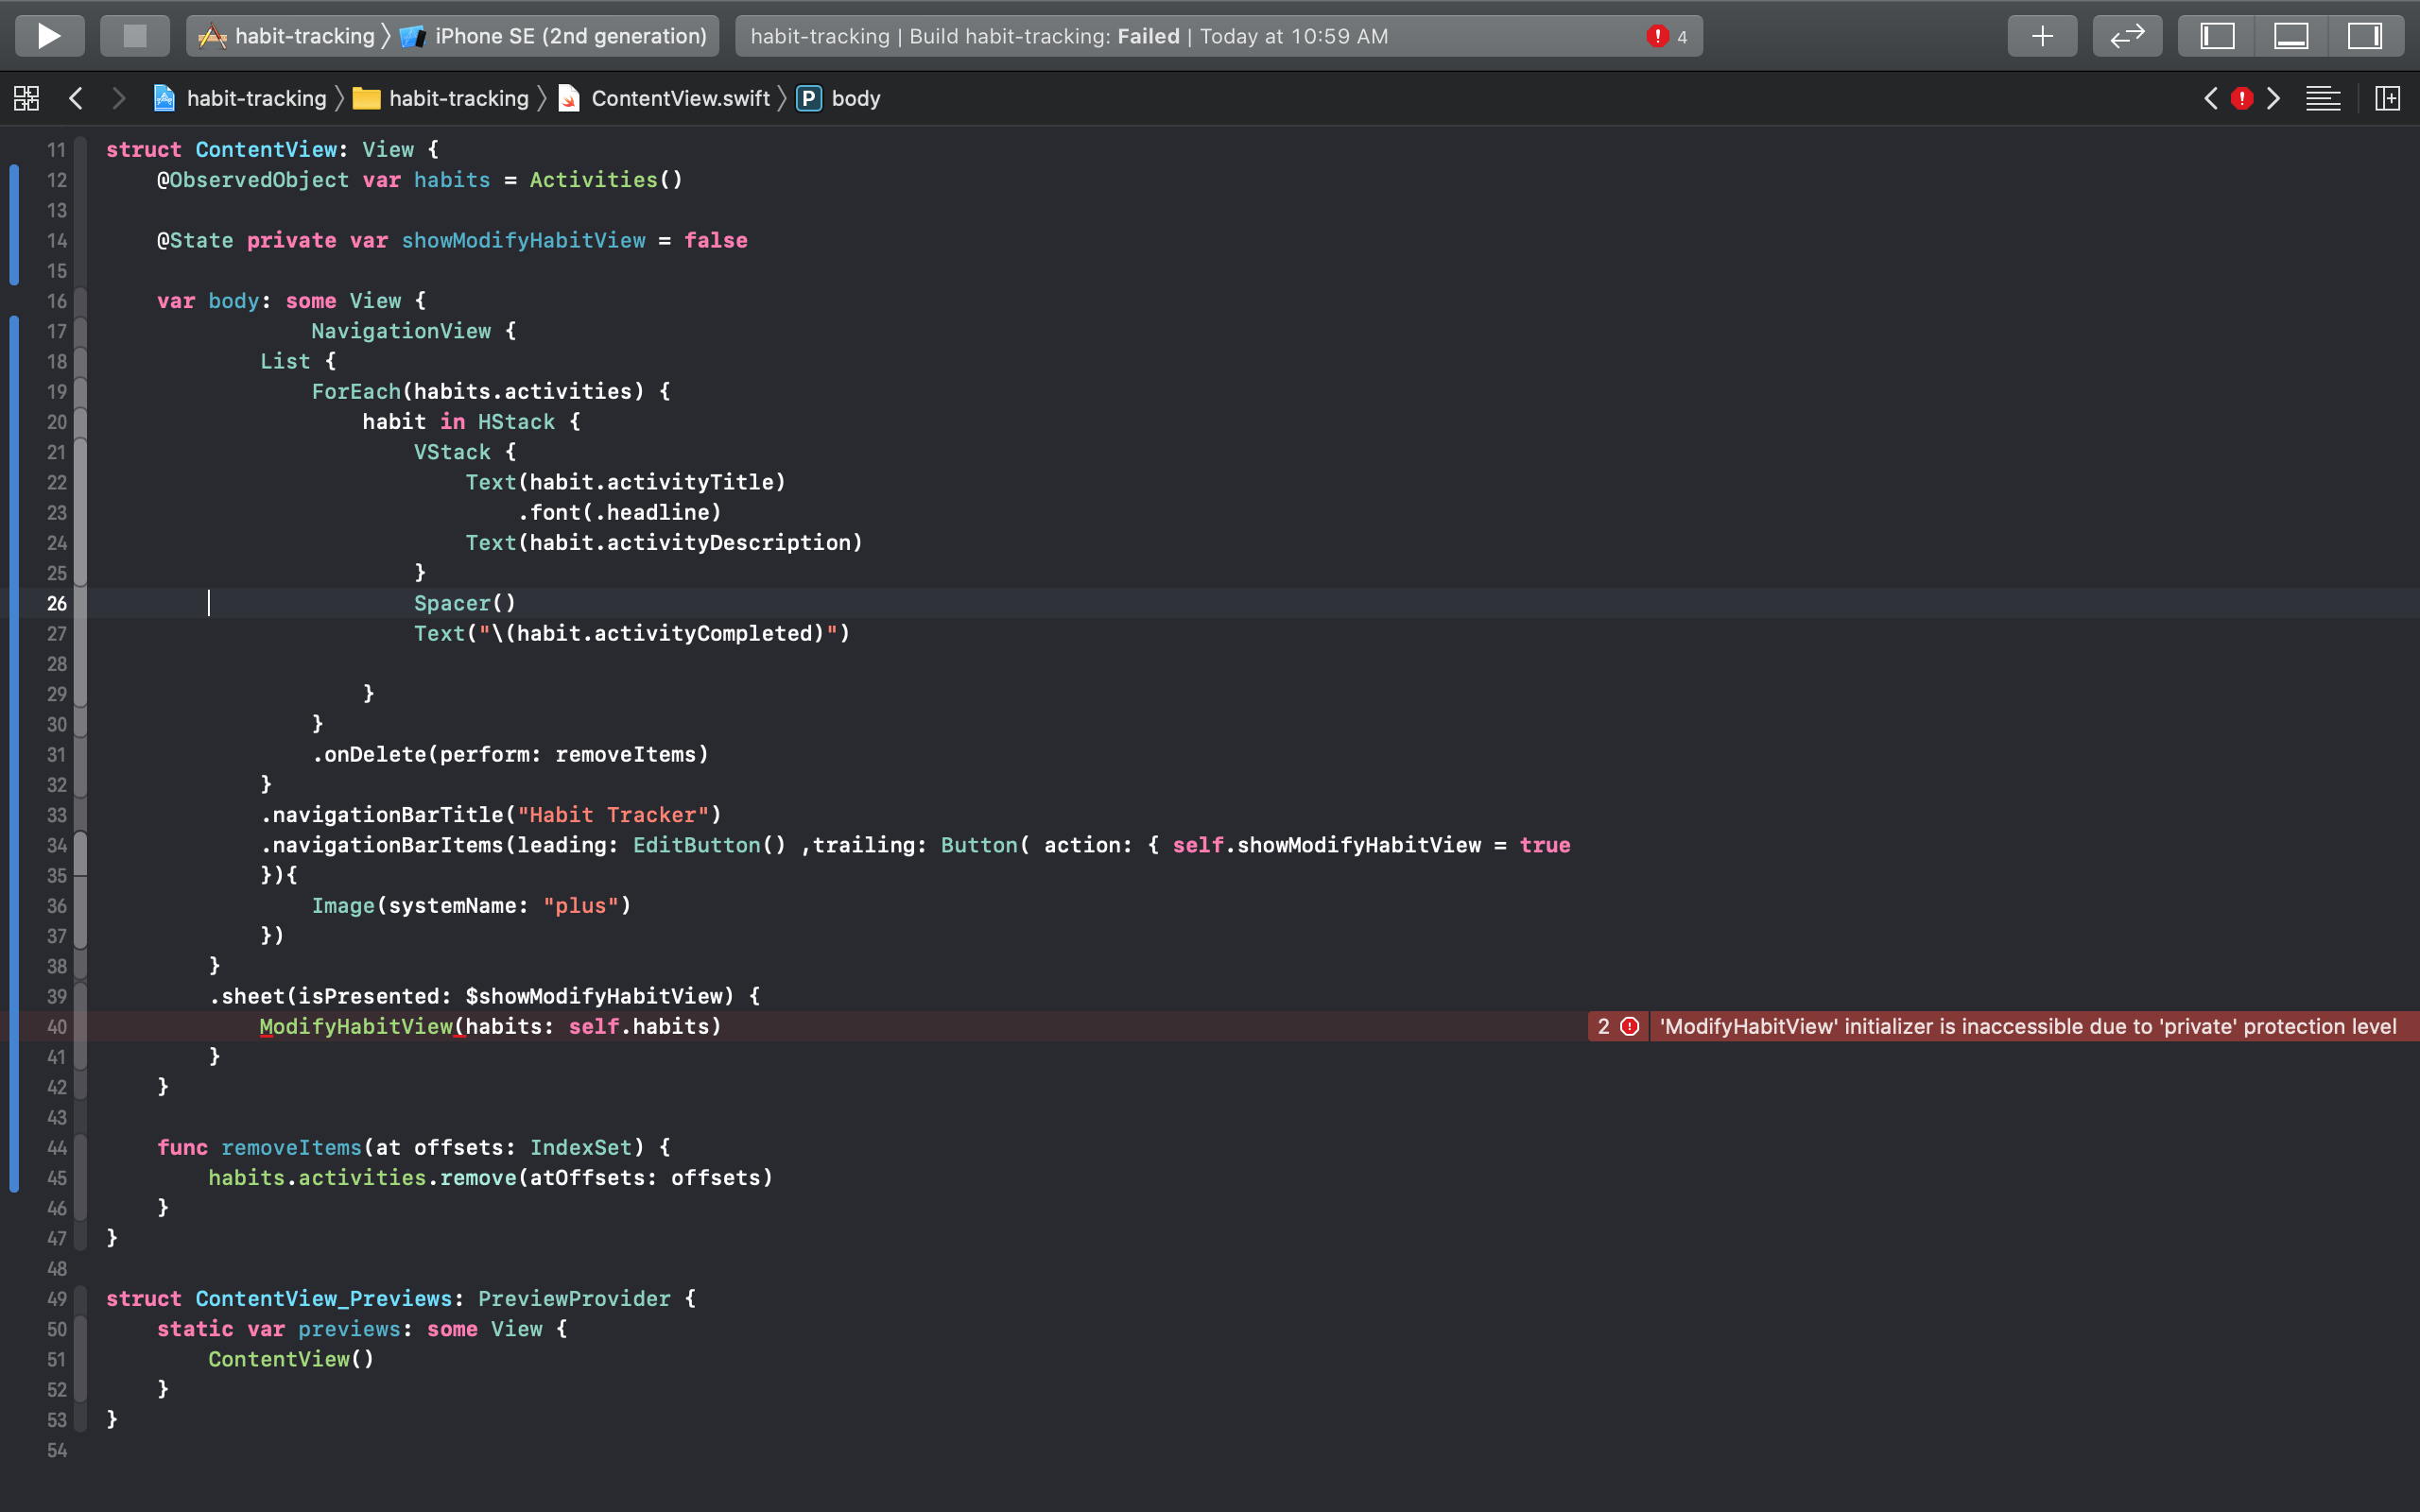 habit-tracking iPhone SE (2nd generation) habit-tracking | Build habit-tracking: Failed | Today at 10:59 AM 4
habit-tracking habit-tracking ContentView.swift P body
11 struct ContentView: View {
12 @ObservedObject var habits = Activities()
13
14 @State private var showModifyHabitView = false
15
16 var body: some View {
17 NavigationView {
18 List {
19 ForEach(habits.activities) {
20 habit in HStack {
21 VStack {
22 Text(habit.activityTitle)
23 .font(.headline)
24 Text(habit.activityDescription)
25 }
26 Spacer()
27 Text("\(habit.activityCompleted)")
28
29 }
30 }
31 .onDelete(perform: removeItems)
32 }
33 .navigationBarTitle("Habit Tracker")
34 .navigationBarItems(leading: EditButton() ,trailing: Button( action: { self.showModifyHabitView = true
35 }){
36 Image(systemName: "plus")
37 })
38 }
39 .sheet(isPresented: $showModifyHabitView) {
40 ModifyHabitView(habits: self.habits) 2 'ModifyHabitView' initializer is inaccessible due to 'private' protection level
41 }
42 }
43
44 func removeItems(at offsets: IndexSet) {
45 habits.activities.remove(atOffsets: offsets)
46 }
47 }
48
49 struct ContentView_Previews: PreviewProvider {
50 static var previews: some View {
51 ContentView()
52 }
53 }
54